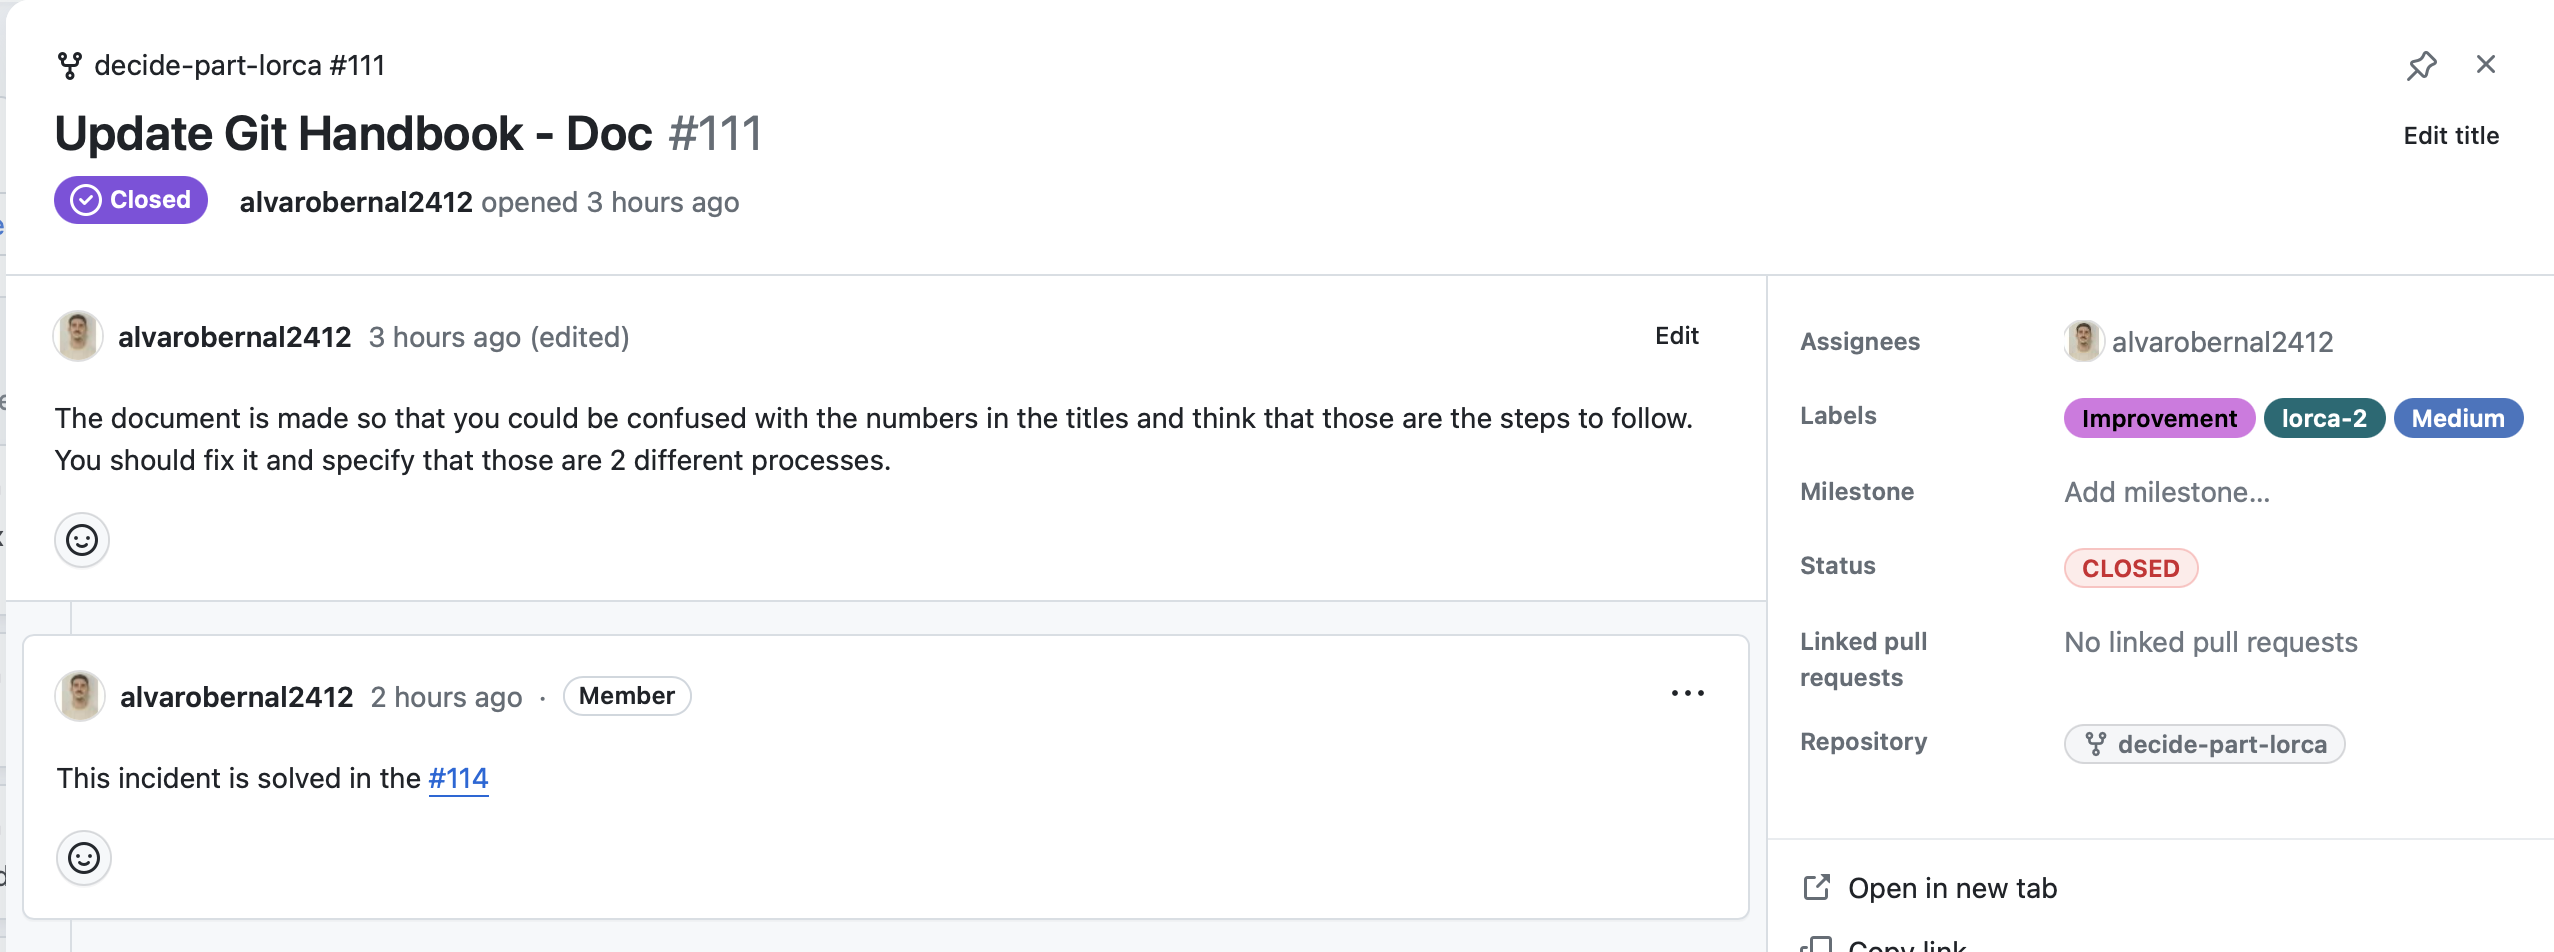 decide-part-lorca #111
Update Git Handbook - Doc #111
Edit title
Closed
alvarobernal2412 opened 3 hours ago
alvarobernal2412 3 hours ago (edited)
Edit
The document is made so that you could be confused with the numbers in the titles and think that those are the steps to follow.
You should fix it and specify that those are 2 different processes.
alvarobernal2412 2 hours ago · Member
This incident is solved in the #114
Assignees
alvarobernal2412
Labels
Improvement lorca-2 Medium
Milestone
Add milestone...
Status
CLOSED
Linked pull
requests
No linked pull requests
Repository
decide-part-lorca
Open in new tab
Copy link